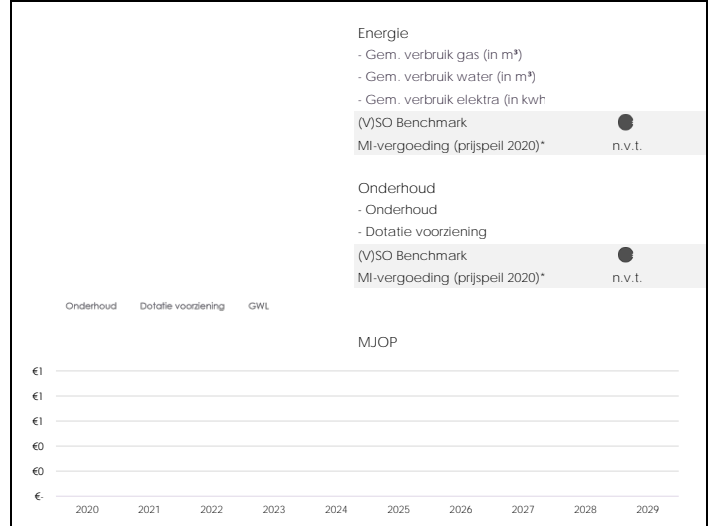 Energie
- Gem. verbruik gas (in m³)
- Gem. verbruik water (in m³)
- Gem. verbruik elektra (in kwh
(V)SO Benchmark
MI-vergoeding (prijspeil 2020)* n.v.t.
Onderhoud
- Onderhoud
- Dotatie voorziening
(V)SO Benchmark
MI-vergoeding (prijspeil 2020)* n.v.t.
Onderhoud Dotatie voorziening GWL
MJOP
€1
€1
€1
€0
€0
€-
2020 2021 2022 2023 2024 2025 2026 2027 2028 2029